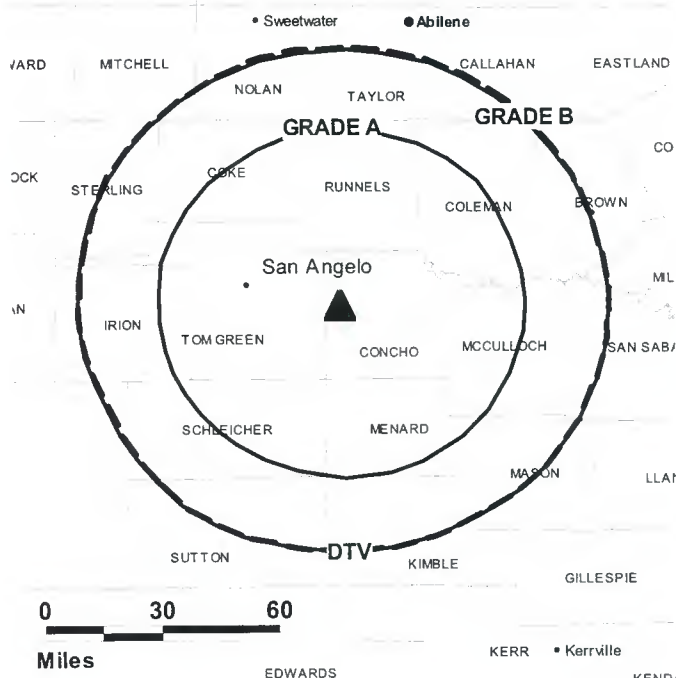 Sweetwater
Abilene
MITCHELL
CALLAHAN
EASTLAND
NOLAN
TAYLOR
GRADE A
GRADE B
COKE
STERLING
RUNNELS
COLEMAN
BROWN
San Angelo
IRION
TOM GREEN
CONCHO
MCCULLOCH
SAN SABA
SCHLEICHER
MENARD
MASON
DTV
SUTTON
KIMBLE
GILLESPIE
0 30 60
Miles
KERR
Kerrville
EDWARDS